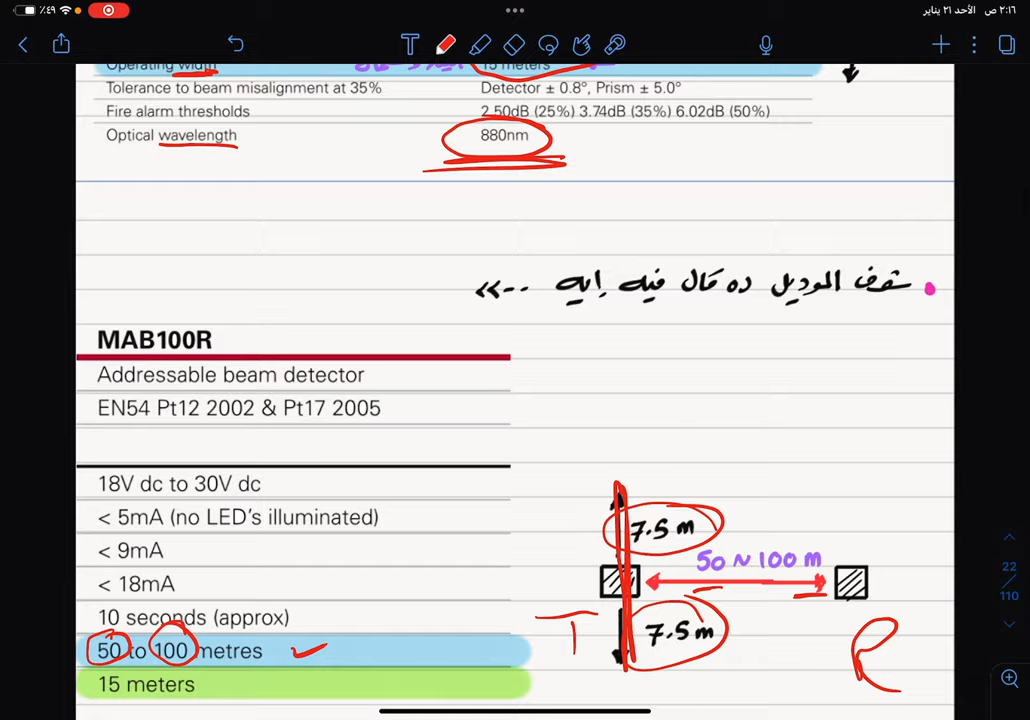 ٪٤٩
٢:١٦ ص الأحد ٢١ يناير
Operating width 15 meters
Tolerance to beam misalignment at 35% Detector ± 0.8°, Prism ± 5.0°
Fire alarm thresholds 2.50dB (25%) 3.74dB (35%) 6.02dB (50%)
Optical wavelength 880nm
شوف الموديل ده قال فيه إيه
MAB100R
Addressable beam detector
EN54 Pt12 2002 & Pt17 2005
18V dc to 30V dc
< 5mA (no LED's illuminated)
< 9mA
< 18mA
10 seconds (approx)
50 to 100 metres
15 meters
7.5 m
50 ~ 100 m
7.5 m
T
R
22
110